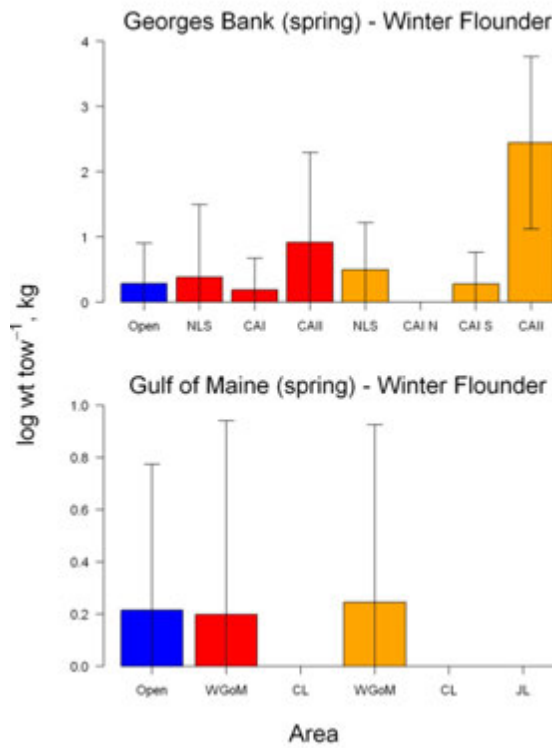 Georges Bank (spring) - Winter Flounder
4
3
2
1
0
Open NLS CAI CAII NLS CAI N CAI S CAII
log wt tow⁻¹, kg
Gulf of Maine (spring) - Winter Flounder
1.0
0.8
0.6
0.4
0.2
0.0
Open WGoM CL WGoM CL JL
Area